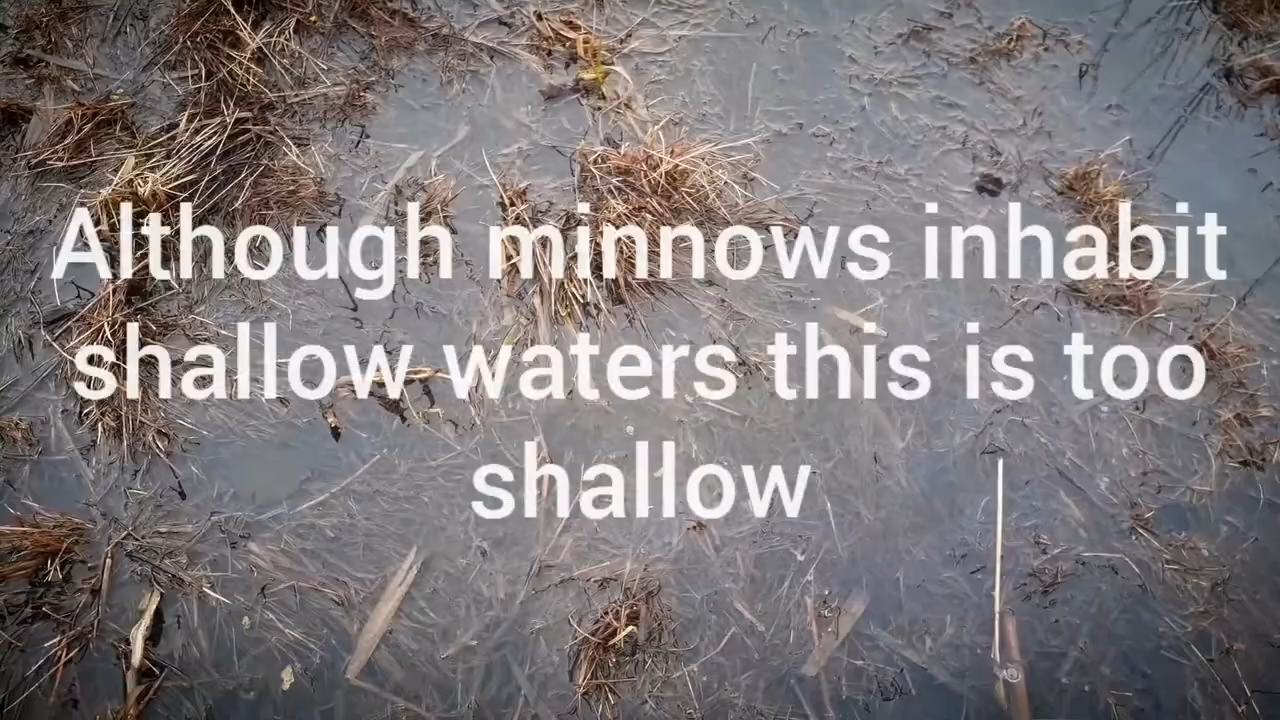 Although minnows inhabit
shallow waters this is too
shallow